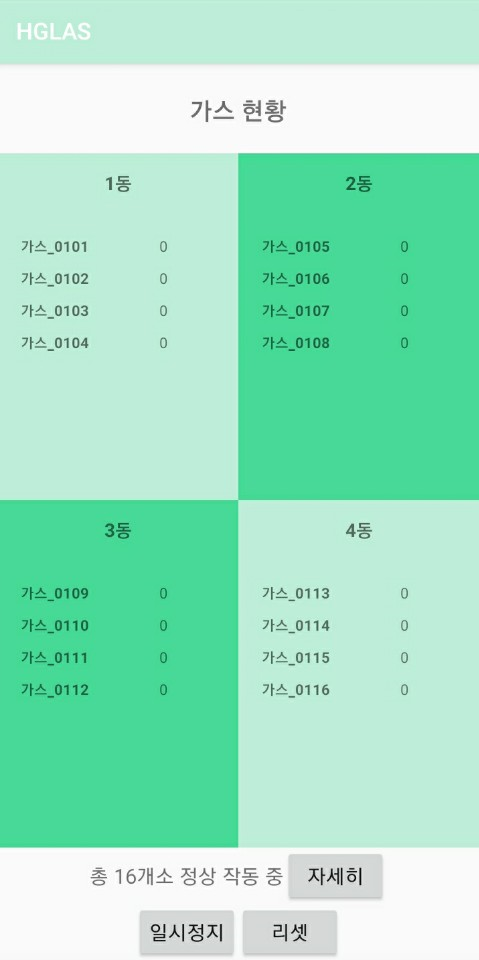 HGLAS
가스 현황
1동
가스_0101 0
가스_0102 0
가스_0103 0
가스_0104 0
2동
가스_0105 0
가스_0106 0
가스_0107 0
가스_0108 0
3동
가스_0109 0
가스_0110 0
가스_0111 0
가스_0112 0
4동
가스_0113 0
가스_0114 0
가스_0115 0
가스_0116 0
총 16개소 정상 작동 중 자세히
일시정지 리셋